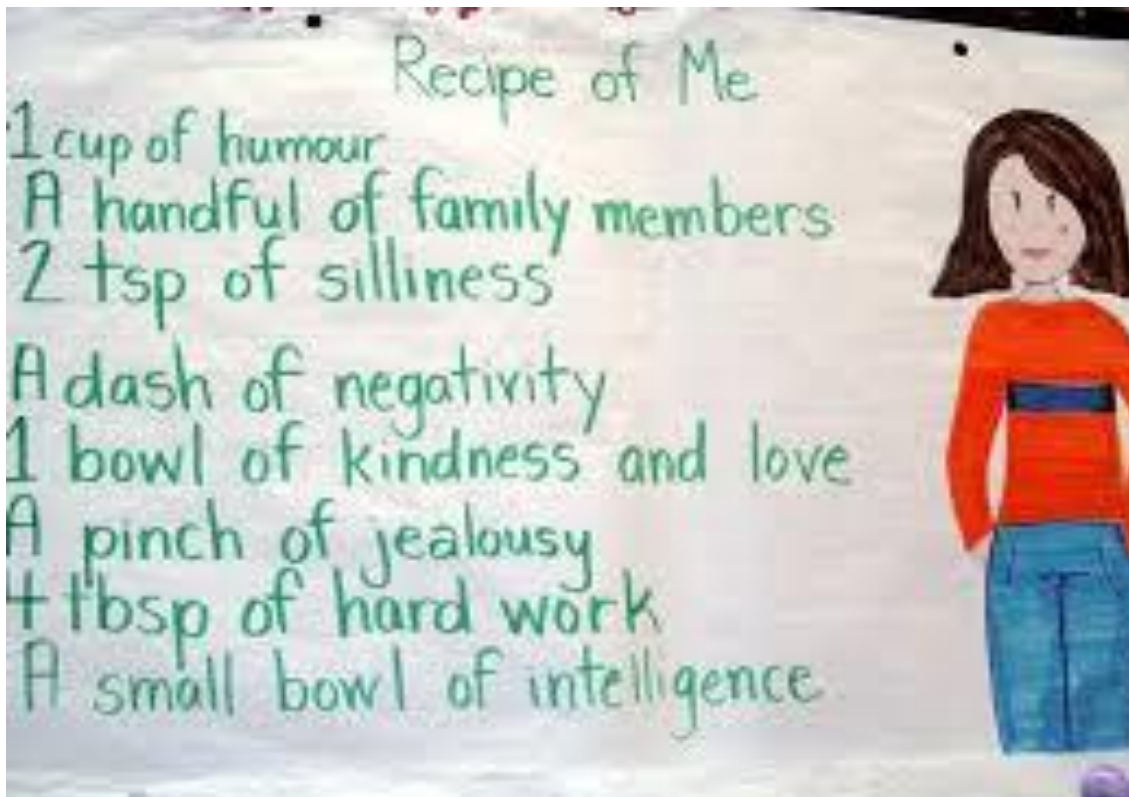 Recipe of Me
1 cup of humour
A handful of family members
2 tsp of silliness
A dash of negativity
1 bowl of kindness and love
A pinch of jealousy
4 tbsp of hard work
A small bowl of intelligence